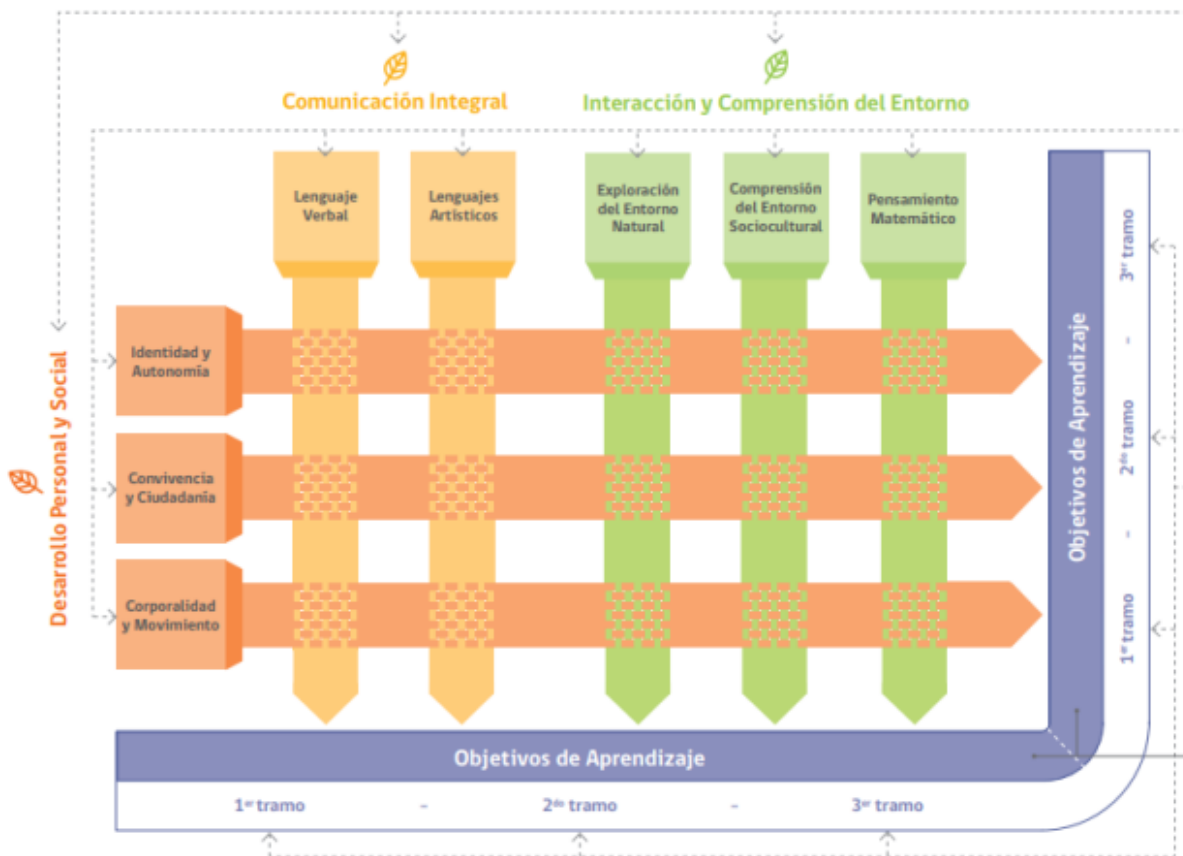 Comunicación Integral
Interacción y Comprensión del Entorno
Lenguaje
Verbal
Lenguajes
Artísticos
Exploración
del Entorno
Natural
Comprensión
del Entorno
Sociocultural
Pensamiento
Matemático
Desarrollo Personal y Social
Identidad y
Autonomía
Convivencia
y Ciudadanía
Corporalidad
y Movimiento
Objetivos de Aprendizaje
1er tramo - 2do tramo - 3er tramo
Objetivos de Aprendizaje
1er tramo - 2do tramo - 3er tramo